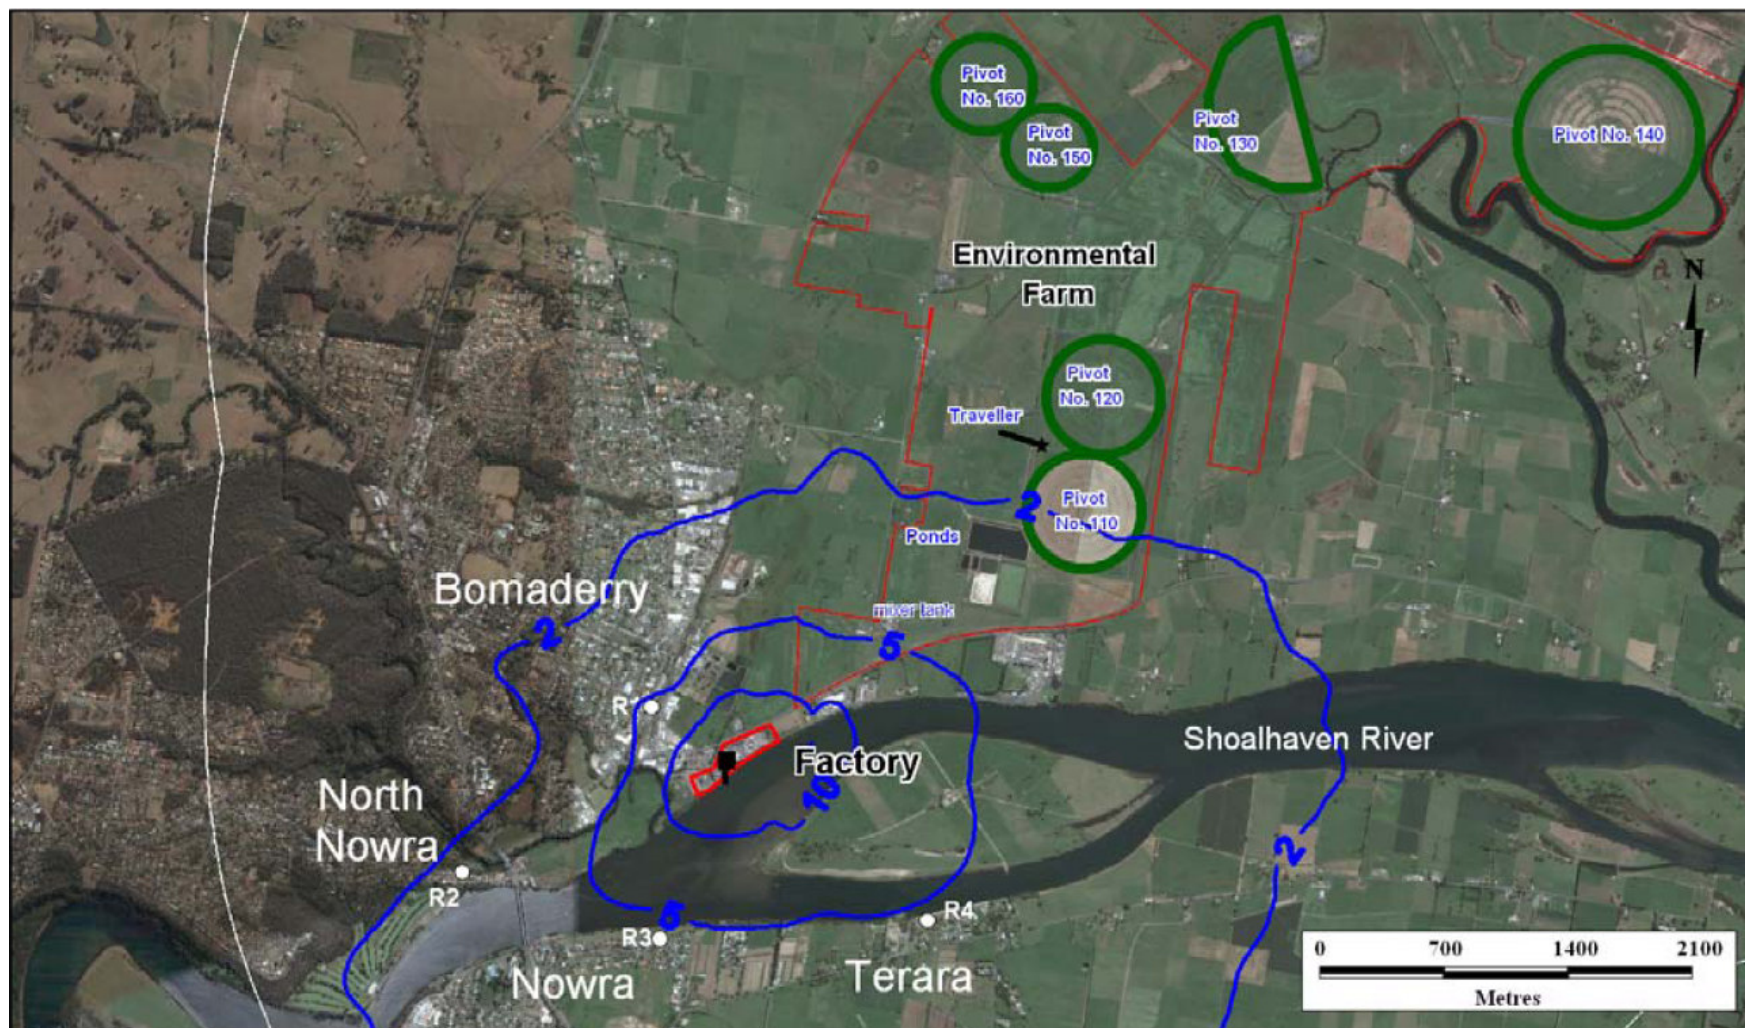 Pivot
No. 160
Pivot
No. 150
Pivot
No. 130
Pivot No. 140
Environmental
Farm
N
Pivot
No. 120
Traveller
2
Pivot
No. 110
Ponds
Bomaderry
mixer tank
2
5
R1
Factory
Shoalhaven River
10
North
Nowra
2
R2
5
R4
R3
Nowra
Terara
0 700 1400 2100
Metres